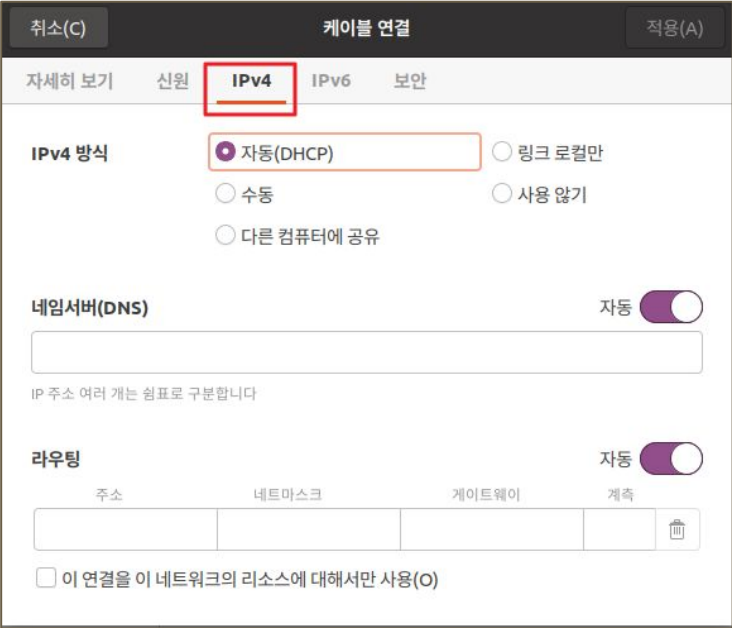 취소(C) 케이블 연결 적용(A)
자세히 보기 신원 IPv4 IPv6 보안
IPv4 방식 자동(DHCP) 링크 로컬만
수동 사용 않기
다른 컴퓨터에 공유
네임서버(DNS) 자동
IP 주소 여러 개는 쉼표로 구분합니다
라우팅 자동
주소 네트마스크 게이트웨이 계측
이 연결을 이 네트워크의 리소스에 대해서만 사용(O)